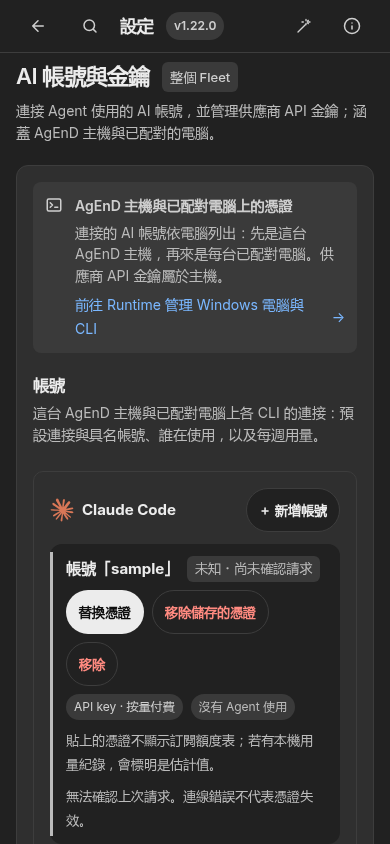 設定 v1.22.0
AI 帳號與金鑰 整個 Fleet
連接 Agent 使用的 AI 帳號，並管理供應商 API 金鑰；涵
蓋 AgEnD 主機與已配對的電腦。
AgEnD 主機與已配對電腦上的憑證
連接的 AI 帳號依電腦列出：先是這台
AgEnD 主機，再來是每台已配對電腦。供
應商 API 金鑰屬於主機。
前往 Runtime 管理 Windows 電腦與
CLI
帳號
這台 AgEnD 主機與已配對電腦上各 CLI 的連接：預
設連接與具名帳號、誰在使用，以及每週用量。
Claude Code + 新增帳號
帳號「sample」 未知 · 尚未確認請求
替換憑證 移除儲存的憑證
移除
API key · 按量付費 沒有 Agent 使用
貼上的憑證不顯示訂閱額度表；若有本機用
量紀錄，會標明是估計值。
無法確認上次請求。連線錯誤不代表憑證失
效。